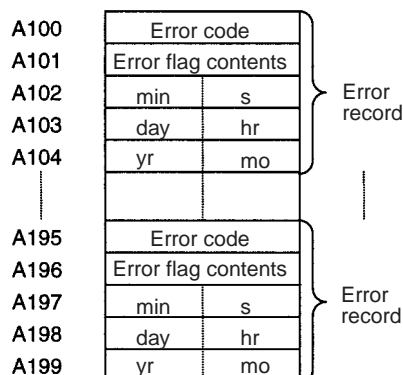 A100 Error code
A101 Error flag contents
A102 min s
A103 day hr
A104 yr mo
Error
record
A195 Error code
A196 Error flag contents
A197 min s
A198 day hr
A199 yr mo
Error
record